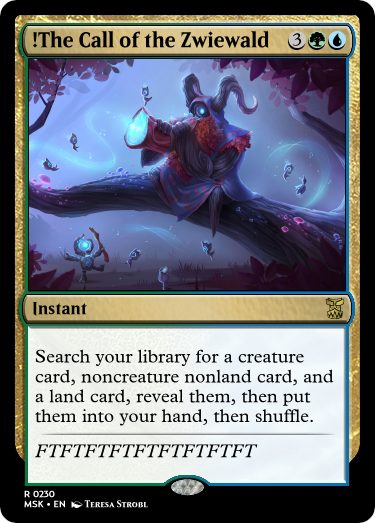 !The Call of the Zwiewald 3
Instant
Search your library for a creature
card, noncreature nonland card, and
a land card, reveal them, then put
them into your hand, then shuffle.
FTFTFTFTFTFTFTFTFT
R 0230
MSK • EN Teresa Strobl